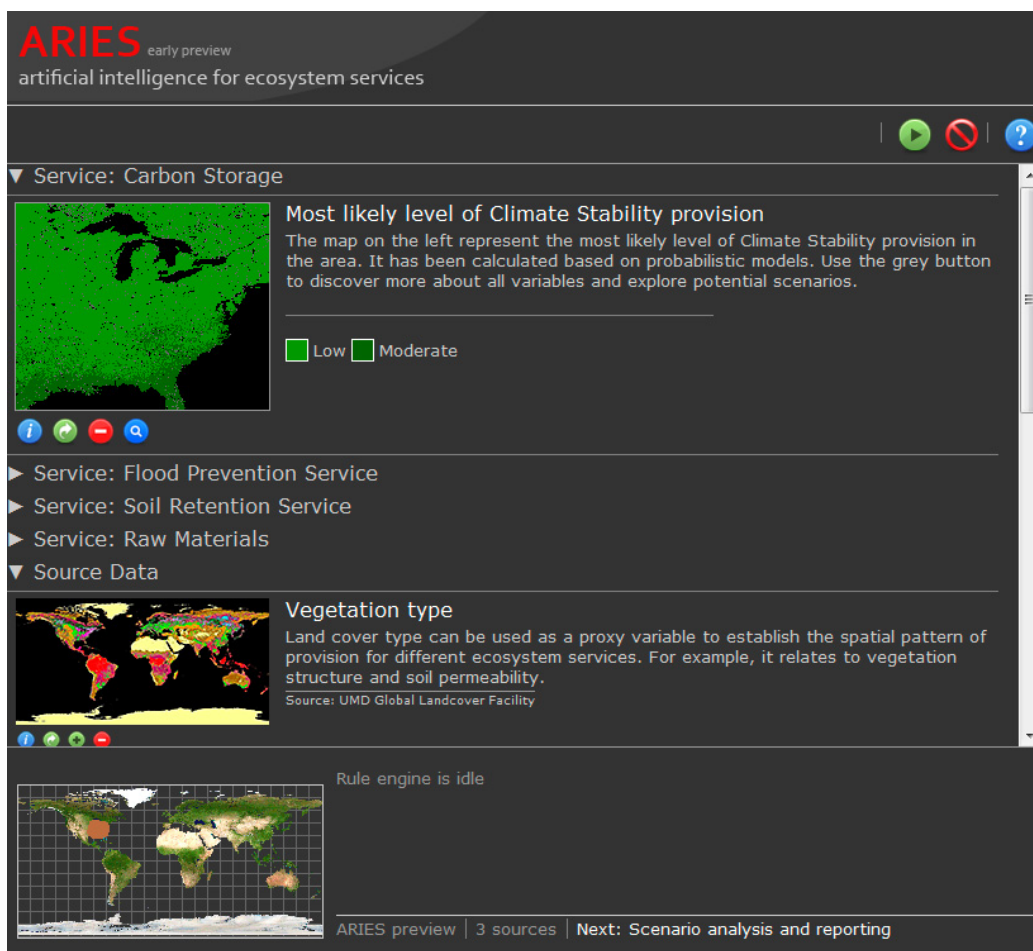 ARIES early preview
artificial intelligence for ecosystem services
Service: Carbon Storage
Most likely level of Climate Stability provision
The map on the left represent the most likely level of Climate Stability provision in
the area. It has been calculated based on probabilistic models. Use the grey button
to discover more about all variables and explore potential scenarios.
Low Moderate
Service: Flood Prevention Service
Service: Soil Retention Service
Service: Raw Materials
Source Data
Vegetation type
Land cover type can be used as a proxy variable to establish the spatial pattern of
provision for different ecosystem services. For example, it relates to vegetation
structure and soil permeability.
Source: UMD Global Landcover Facility
Rule engine is idle
ARIES preview | 3 sources | Next: Scenario analysis and reporting